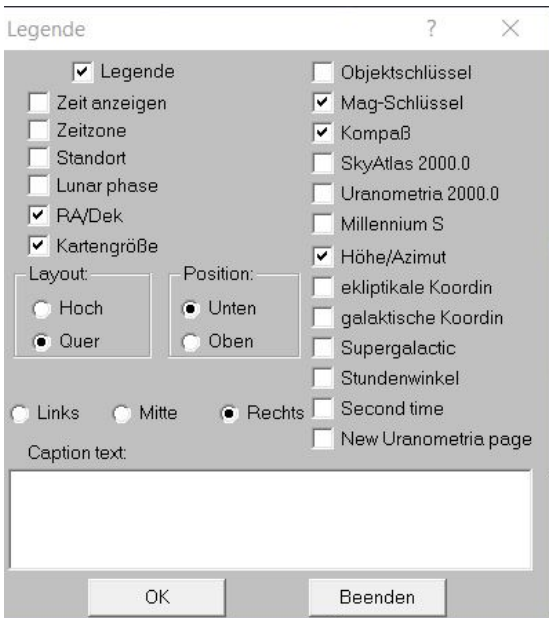 Legende
Legende
Zeit anzeigen
Zeitzone
Standort
Lunar phase
RA/Dek
Kartengröße
Layout:
Hoch
Quer
Position:
Unten
Oben
Links
Mitte
Rechts
Objektschlüssel
Mag-Schlüssel
Kompaß
SkyAtlas 2000.0
Uranometria 2000.0
Millennium S
Höhe/Azimut
ekliptikale Koordin
galaktische Koordin
Supergalactic
Stundenwinkel
Second time
New Uranometria page
Caption text:
OK
Beenden